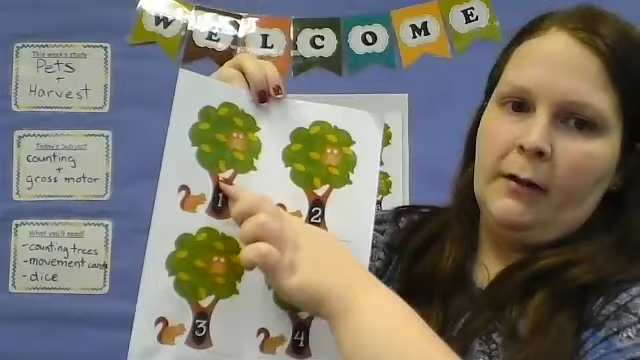 WELCOME
This week's study
Pets
+
Harvest
Today's Subject
counting
+
gross motor
What you'll need!
-counting trees
-movement cards
-dice
1
2
3
4